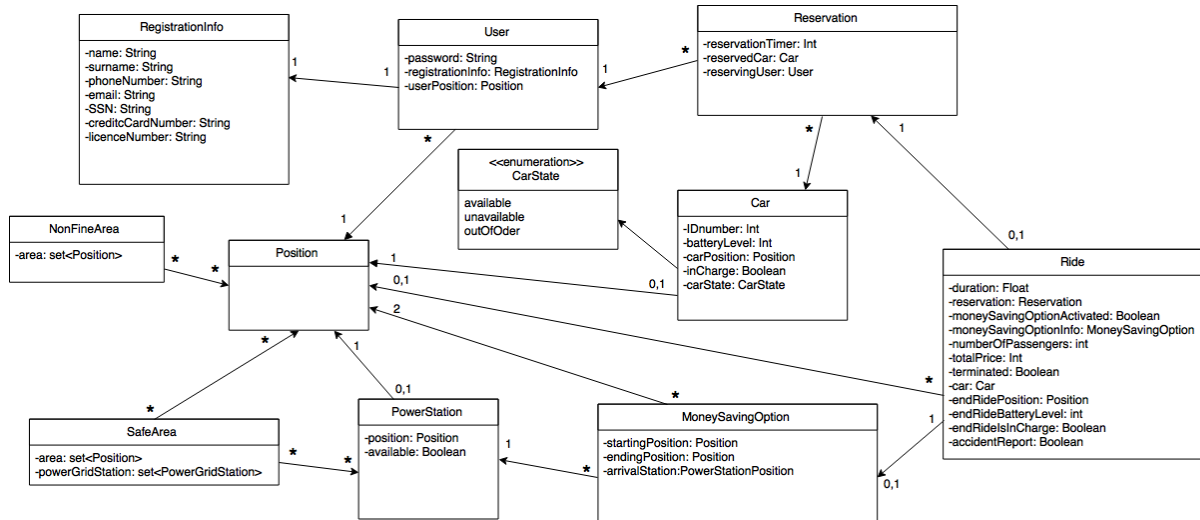 RegistrationInfo
-name: String
-surname: String
-phoneNumber: String
-email: String
-SSN: String
-creditcCardNumber: String
-licenceNumber: String
1
1
User
-password: String
-registrationInfo: RegistrationInfo
-userPosition: Position
1
*
Reservation
-reservationTimer: Int
-reservedCar: Car
-reservingUser: User
*
1
*
1
0,1
*
1
<<enumeration>>
CarState
available
unavailable
outOfOder
Car
-IDnumber: Int
-batteryLevel: Int
-carPosition: Position
-inCharge: Boolean
-carState: CarState
NonFineArea
-area: set<Position>
*
*
Position
1
0,1
0,1
*
2
*
Ride
-duration: Float
-reservation: Reservation
-moneySavingOptionActivated: Boolean
-moneySavingOptionInfo: MoneySavingOption
-numberOfPassengers: int
-totalPrice: Int
-terminated: Boolean
-car: Car
-endRidePosition: Position
-endRideBatteryLevel: int
-endRideIsInCharge: Boolean
-accidentReport: Boolean
1
0,1
*
*
1
0,1
SafeArea
-area: set<Position>
-powerGridStation: set<PowerGridStation>
*
*
PowerStation
-position: Position
-available: Boolean
1
*
MoneySavingOption
-startingPosition: Position
-endingPosition: Position
-arrivalStation:PowerStationPosition